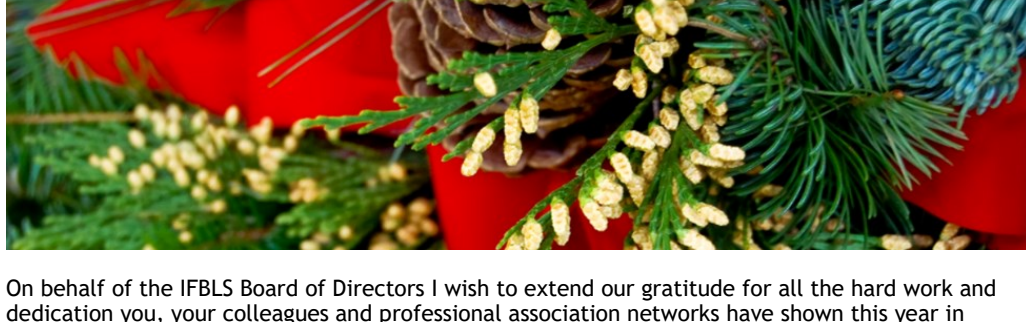 On behalf of the IFBLS Board of Directors I wish to extend our gratitude for all the hard work and
dedication you, your colleagues and professional association networks have shown this year in